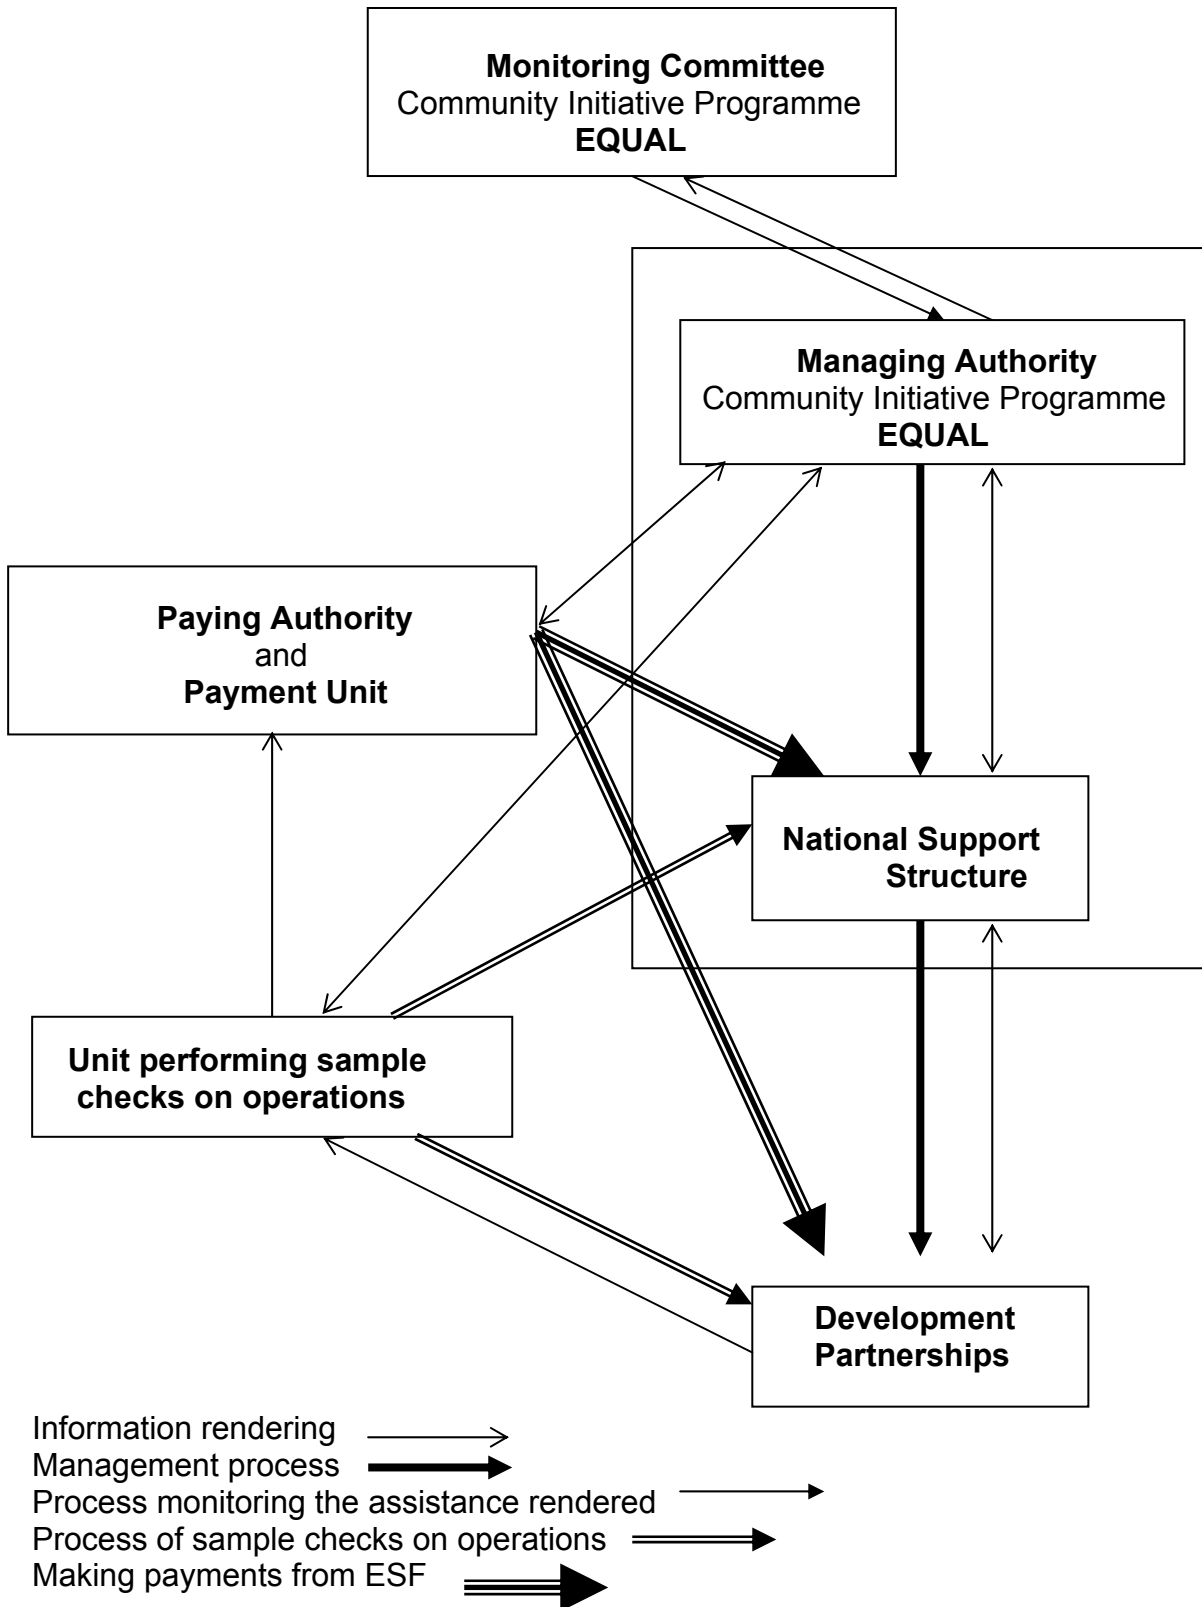 Monitoring Committee
Community Initiative Programme
EQUAL
Managing Authority
Community Initiative Programme
EQUAL
Paying Authority
and
Payment Unit
National Support
Structure
Unit performing sample
checks on operations
Development
Partnerships
Information rendering
Management process
Process monitoring the assistance rendered
Process of sample checks on operations
Making payments from ESF